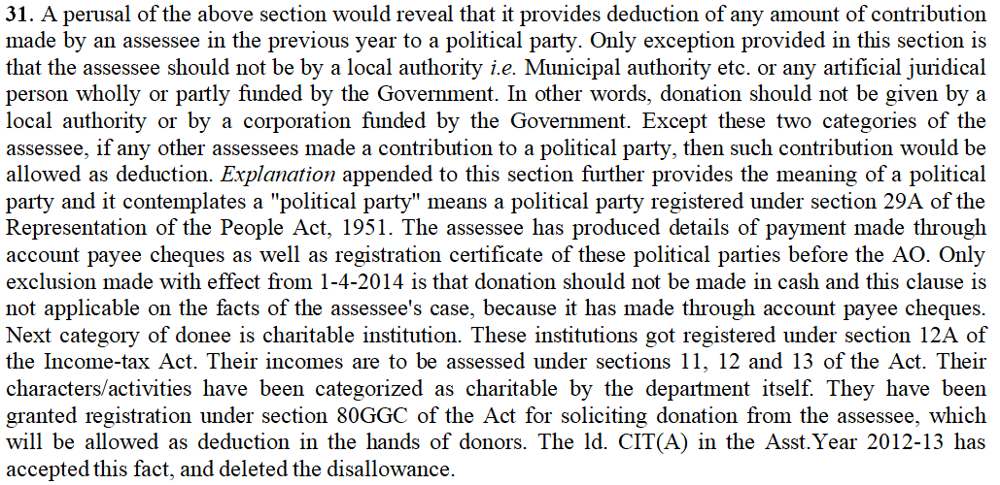 31. A perusal of the above section would reveal that it provides deduction of any amount of contribution
made by an assessee in the previous year to a political party. Only exception provided in this section is
that the assessee should not be by a local authority i.e. Municipal authority etc. or any artificial juridical
person wholly or partly funded by the Government. In other words, donation should not be given by a
local authority or by a corporation funded by the Government. Except these two categories of the
assessee, if any other assessees made a contribution to a political party, then such contribution would be
allowed as deduction. Explanation appended to this section further provides the meaning of a political
party and it contemplates a "political party" means a political party registered under section 29A of the
Representation of the People Act, 1951. The assessee has produced details of payment made through
account payee cheques as well as registration certificate of these political parties before the AO. Only
exclusion made with effect from 1-4-2014 is that donation should not be made in cash and this clause is
not applicable on the facts of the assessee's case, because it has made through account payee cheques.
Next category of donee is charitable institution. These institutions got registered under section 12A of
the Income-tax Act. Their incomes are to be assessed under sections 11, 12 and 13 of the Act. Their
characters/activities have been categorized as charitable by the department itself. They have been
granted registration under section 80GGC of the Act for soliciting donation from the assessee, which
will be allowed as deduction in the hands of donors. The ld. CIT(A) in the Asst.Year 2012-13 has
accepted this fact, and deleted the disallowance.